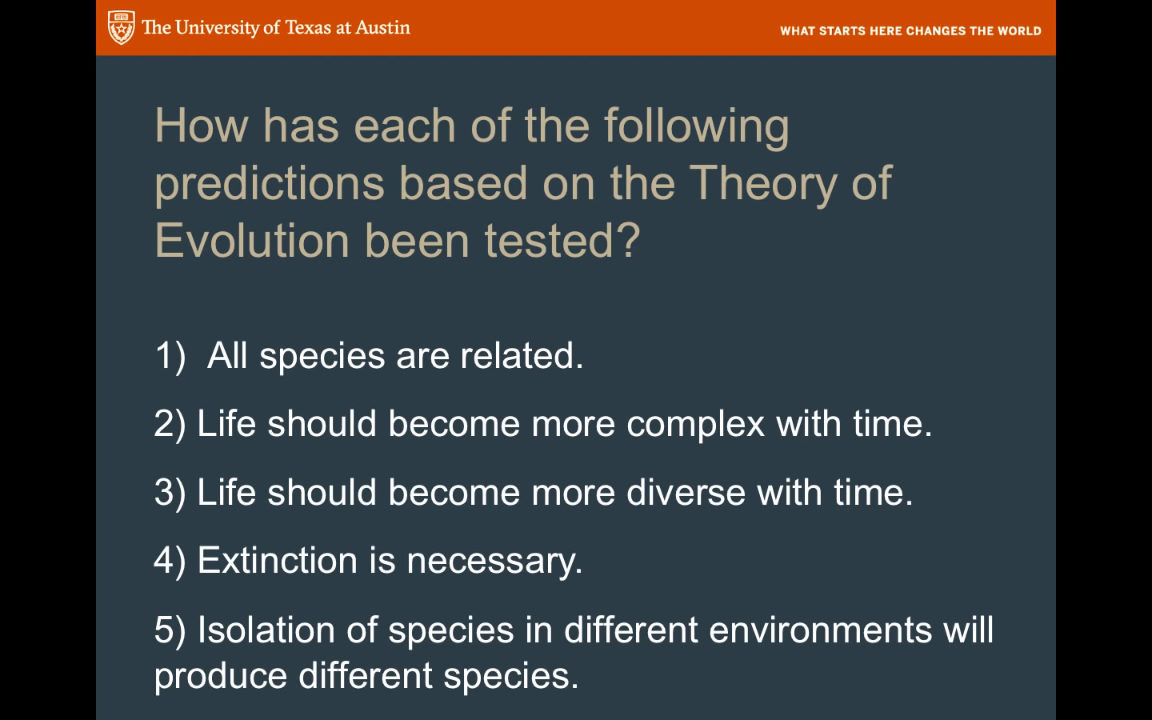 The University of Texas at Austin
WHAT STARTS HERE CHANGES THE WORLD
How has each of the following
predictions based on the Theory of
Evolution been tested?
1) All species are related.
2) Life should become more complex with time.
3) Life should become more diverse with time.
4) Extinction is necessary.
5) Isolation of species in different environments will
produce different species.